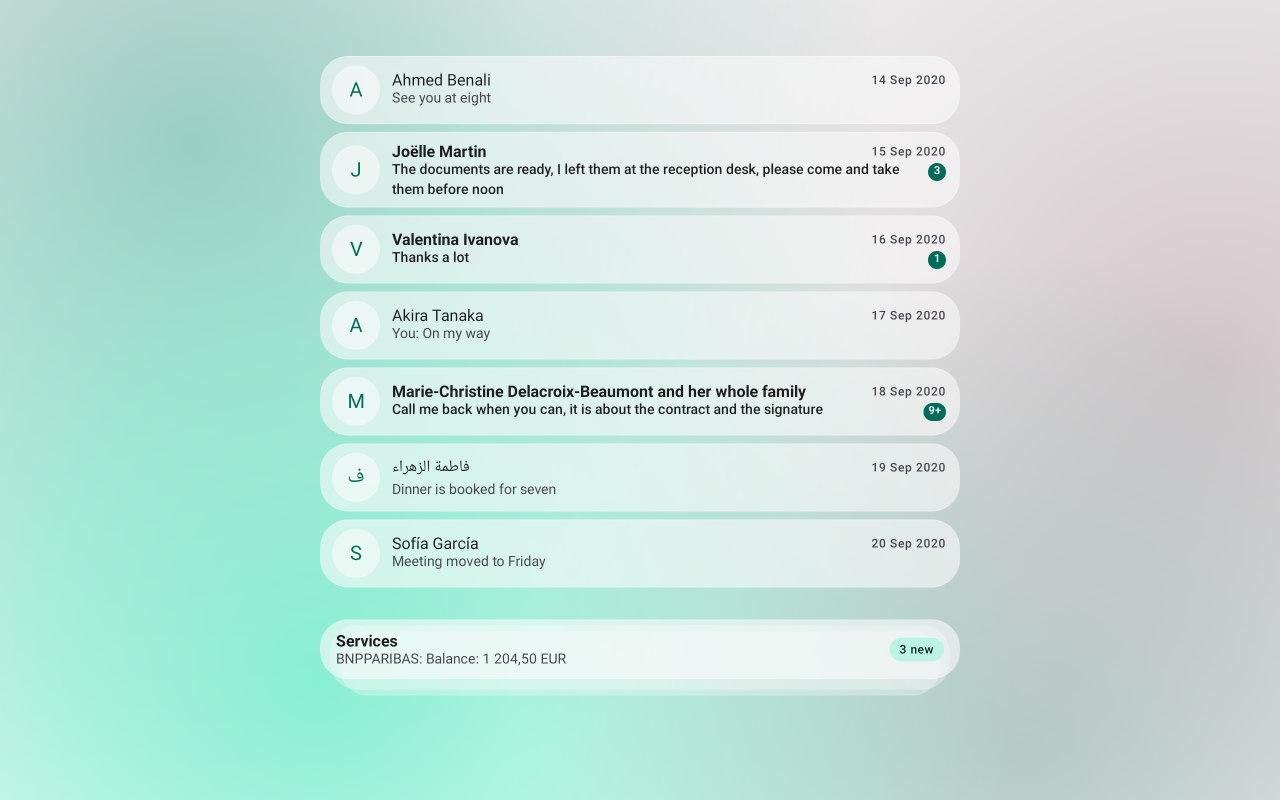 A
Ahmed Benali
14 Sep 2020
See you at eight
J
Joëlle Martin
15 Sep 2020
The documents are ready, I left them at the reception desk, please come and take
3
them before noon
V
Valentina Ivanova
16 Sep 2020
Thanks a lot
1
A
Akira Tanaka
17 Sep 2020
You: On my way
M
Marie-Christine Delacroix-Beaumont and her whole family
18 Sep 2020
Call me back when you can, it is about the contract and the signature
9+
ف
فاطمة الزهراء
19 Sep 2020
Dinner is booked for seven
S
Sofía García
20 Sep 2020
Meeting moved to Friday
Services
BNPPARIBAS: Balance: 1 204,50 EUR
3 new